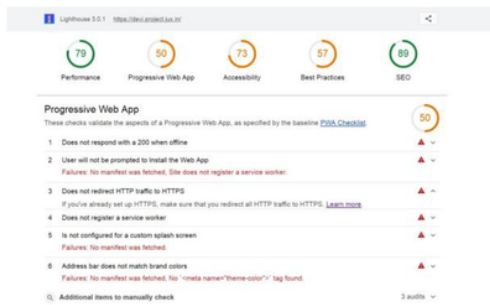 Lighthouse 3.0.1
79
50
73
57
89
Performance
Progressive Web App
Accessibility
Best Practices
SEO
Progressive Web App
50
These checks validate the aspects of a Progressive Web App, as specified by the baseline PWA Checklist.
1 Does not respond with a 200 when offline
2 User will not be prompted to Install the Web App
Failures: No manifest was fetched, Site does not register a service worker.
3 Does not redirect HTTP traffic to HTTPS
If you've already set up HTTPS, make sure that you redirect all HTTP traffic to HTTPS. Learn more.
4 Does not register a service worker
5 Is not configured for a custom splash screen
Failures: No manifest was fetched.
6 Address bar does not match brand colors
Failures: No manifest was fetched, No `<meta name="theme-color">` tag found.
Additional items to manually check 3 audits